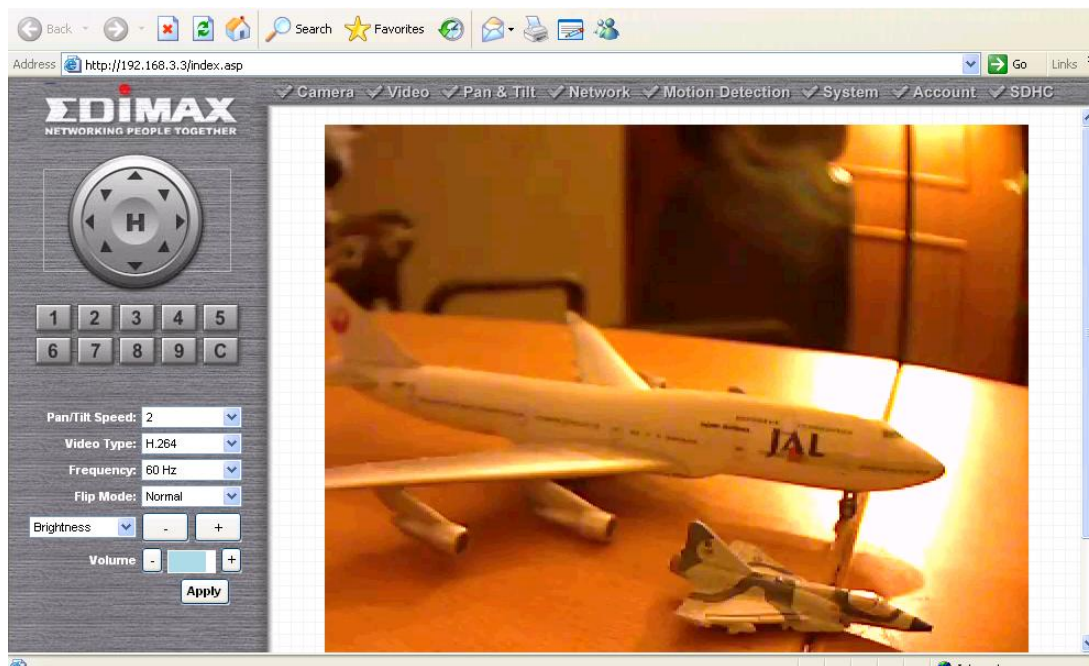 Back Search Favorites
Address http://192.168.3.3/index.asp Go Links
EDIMAX
NETWORKING PEOPLE TOGETHER
Camera Video Pan & Tilt Network Motion Detection System Account SDHC
H
1 2 3 4 5
6 7 8 9 C
Pan/Tilt Speed: 2
Video Type: H.264
Frequency: 60 Hz
Flip Mode: Normal
Brightness - +
Volume - +
Apply
JAL